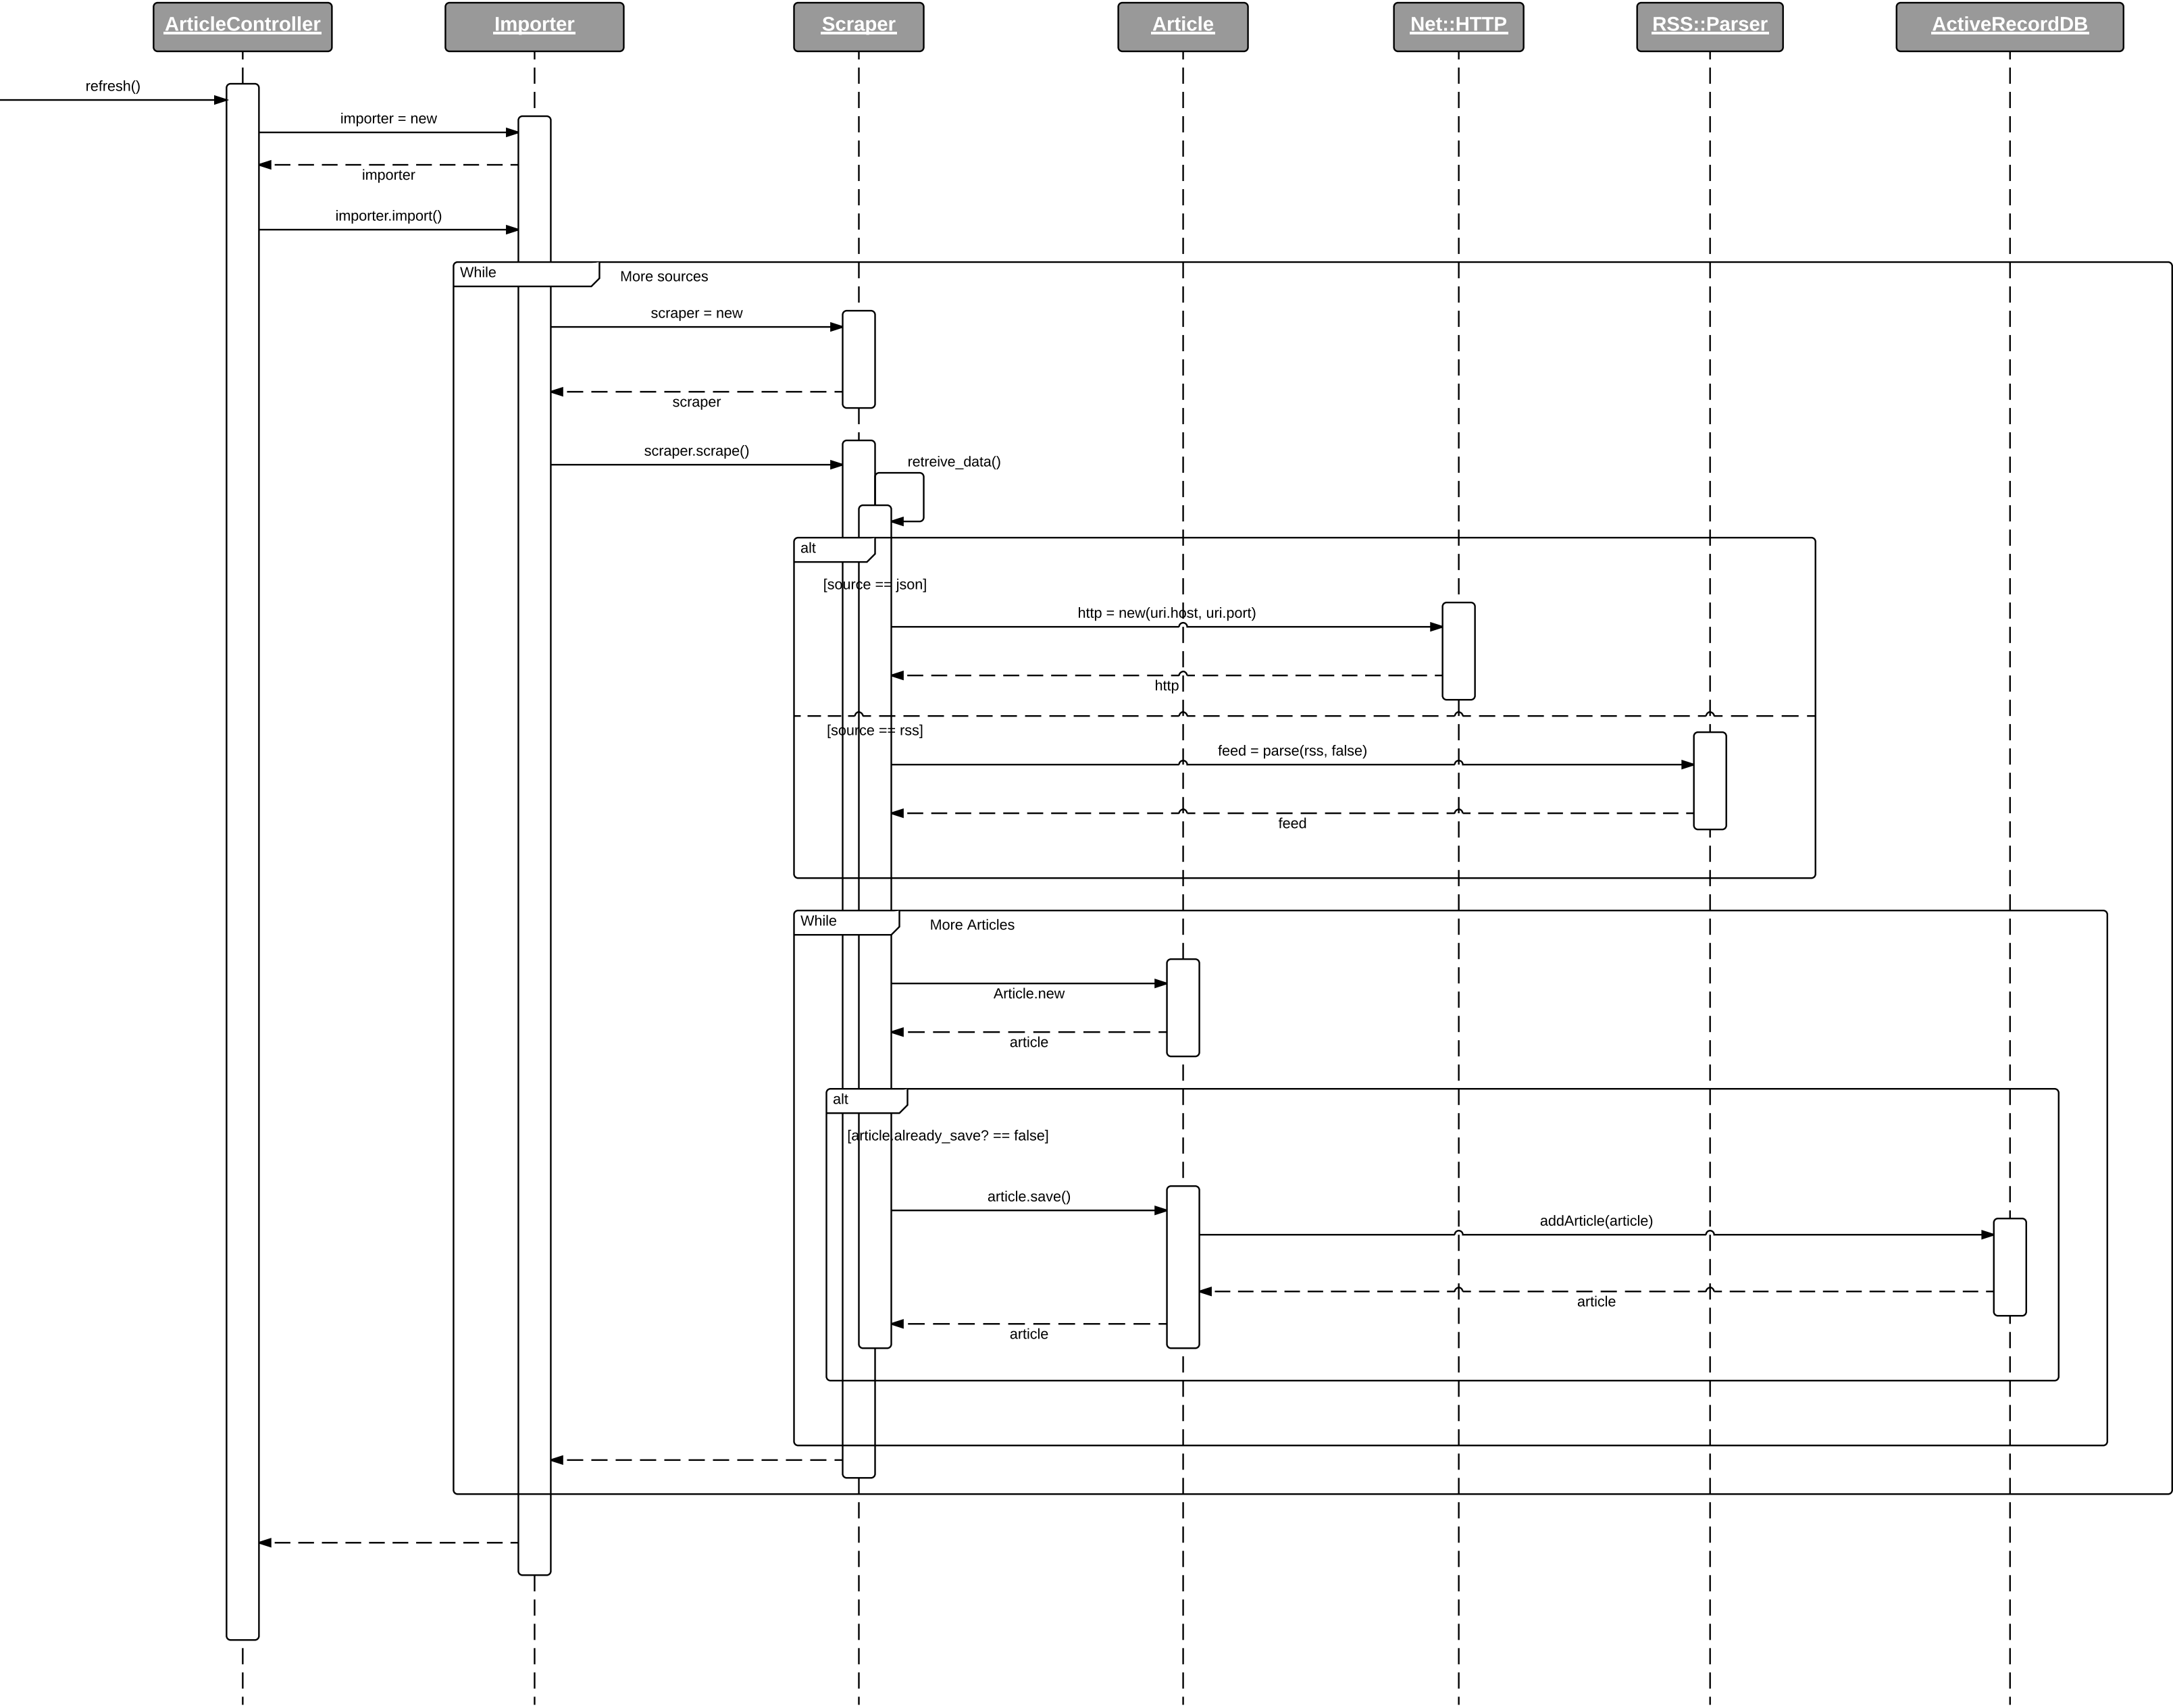 ArticleController
Importer
Scraper
Article
Net::HTTP
RSS::Parser
ActiveRecordDB
refresh()
importer = new
importer
importer.import()
While
More sources
scraper = new
scraper
scraper.scrape()
retreive_data()
alt
[source == json]
http = new(uri.host, uri.port)
http
[source == rss]
feed = parse(rss, false)
feed
While
More Articles
Article.new
article
alt
[article.already_save? == false]
article.save()
addArticle(article)
article
article